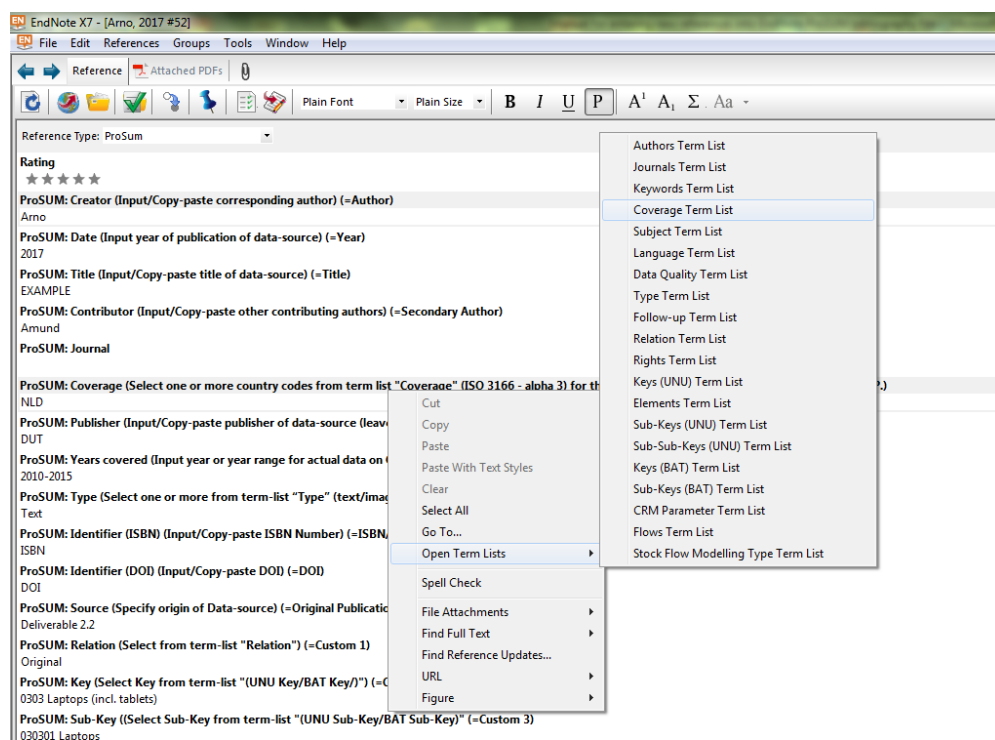 EndNote X7 - [Arno, 2017 #52]
File Edit References Groups Tools Window Help
Reference Attached PDFs
Plain Font Plain Size B I U P A¹ A₁ Σ Aa
Reference Type: ProSum
Rating
ProSUM: Creator (Input/Copy-paste corresponding author) (=Author)
Arno
ProSUM: Date (Input year of publication of data-source) (=Year)
2017
ProSUM: Title (Input/Copy-paste title of data-source) (=Title)
EXAMPLE
ProSUM: Contributor (Input/Copy-paste other contributing authors) (=Secondary Author)
Amund
ProSUM: Journal
ProSUM: Coverage (Select one or more country codes from term list "Coverage" (ISO 3166 - alpha 3) for th
NLD
ProSUM: Publisher (Input/Copy-paste publisher of data-source (leav
DUT
ProSUM: Years covered (Input year or year range for actual data on
2010-2015
ProSUM: Type (Select one or more from term-list “Type” (text/imag
Text
ProSUM: Identifier (ISBN) (Input/Copy-paste ISBN Number) (=ISBN/
ISBN
ProSUM: Identifier (DOI) (Input/Copy-paste DOI) (=DOI)
DOI
ProSUM: Source (Specify origin of Data-source) (=Original Publicatio
Deliverable 2.2
ProSUM: Relation (Select from term-list "Relation") (=Custom 1)
Original
ProSUM: Key (Select Key from term-list "(UNU Key/BAT Key/)") (=C
0303 Laptops (incl. tablets)
ProSUM: Sub-Key ((Select Sub-Key from term-list "(UNU Sub-Key/BAT Sub-Key)" (=Custom 3)
030301 Laptops
Cut
Copy
Paste
Paste With Text Styles
Clear
Select All
Go To...
Open Term Lists
Spell Check
File Attachments
Find Full Text
Find Reference Updates...
URL
Figure
Authors Term List
Journals Term List
Keywords Term List
Coverage Term List
Subject Term List
Language Term List
Data Quality Term List
Type Term List
Follow-up Term List
Relation Term List
Rights Term List
Keys (UNU) Term List
Elements Term List
Sub-Keys (UNU) Term List
Sub-Sub-Keys (UNU) Term List
Keys (BAT) Term List
Sub-Keys (BAT) Term List
CRM Parameter Term List
Flows Term List
Stock Flow Modelling Type Term List